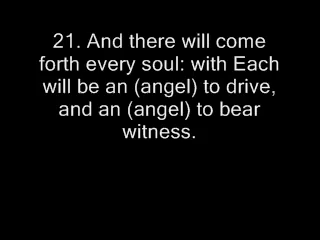 21. And there will come
forth every soul: with Each
will be an (angel) to drive,
and an (angel) to bear
witness.